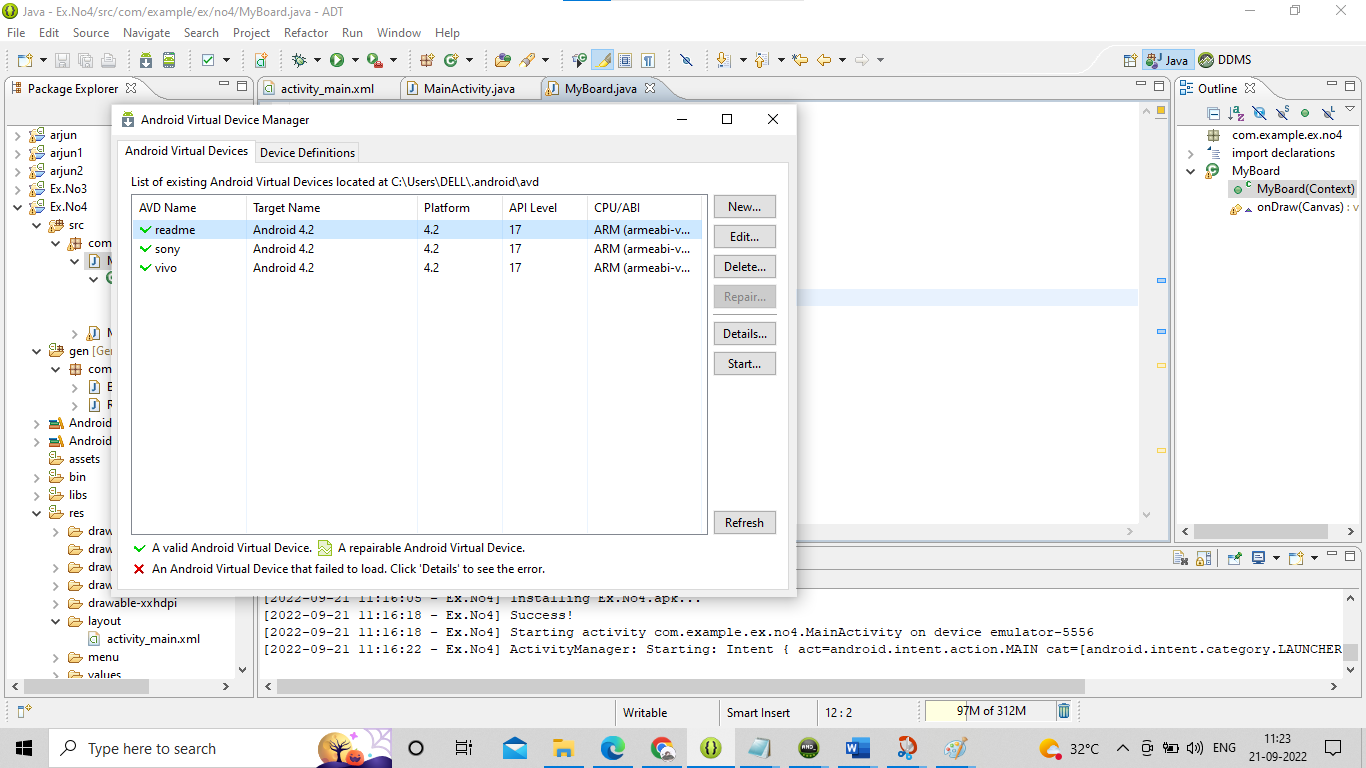 Java - Ex.No4/src/com/example/ex/no4/MyBoard.java - ADT
File Edit Source Navigate Search Project Refactor Run Window Help
Java DDMS
Package Explorer
activity_main.xml MainActivity.java MyBoard.java
Outline
arjun
arjun1
arjun2
Ex.No3
Ex.No4
src
com
gen [Ge
com
Android
Android
assets
bin
libs
res
draw
draw
draw
draw
drawable-xxhdpi
layout
activity_main.xml
menu
values
Android Virtual Device Manager
Android Virtual Devices Device Definitions
List of existing Android Virtual Devices located at C:\Users\DELL\.android\avd
AVD Name Target Name Platform API Level CPU/ABI
readme Android 4.2 4.2 17 ARM (armeabi-v...
sony Android 4.2 4.2 17 ARM (armeabi-v...
vivo Android 4.2 4.2 17 ARM (armeabi-v...
New...
Edit...
Delete...
Repair...
Details...
Start...
Refresh
A valid Android Virtual Device. A repairable Android Virtual Device.
An Android Virtual Device that failed to load. Click 'Details' to see the error.
com.example.ex.no4
import declarations
MyBoard
MyBoard(Context)
onDraw(Canvas) : v
[2022-09-21 11:16:05 - Ex.No4] Installing Ex.No4.apk...
[2022-09-21 11:16:18 - Ex.No4] Success!
[2022-09-21 11:16:18 - Ex.No4] Starting activity com.example.ex.no4.MainActivity on device emulator-5556
[2022-09-21 11:16:22 - Ex.No4] ActivityManager: Starting: Intent { act=android.intent.action.MAIN cat=[android.intent.category.LAUNCHER
Writable Smart Insert 12 : 2 97M of 312M
Type here to search
32°C ENG 11:23
21-09-2022